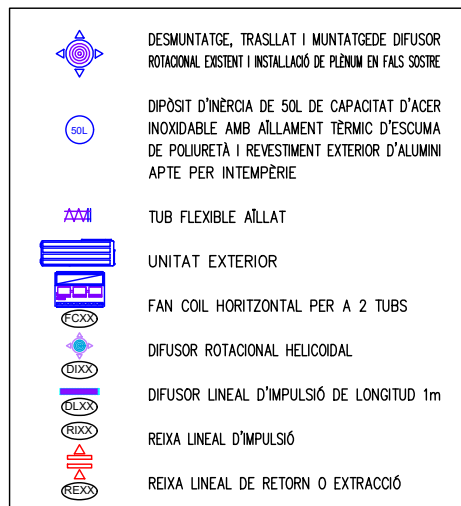 DESMUNTATGE, TRASLLAT I MUNTATGEDE DIFUSOR
ROTACIONAL EXISTENT I INSTAL·LACIÓ DE PLÈNUM EN FALS SOSTRE
50L
DIPÒSIT D'INÈRCIA DE 50L DE CAPACITAT D'ACER
INOXIDABLE AMB AÏLLAMENT TÈRMIC D'ESCUMA
DE POLIURETÀ I REVESTIMENT EXTERIOR D'ALUMINI
APTE PER INTEMPÈRIE
TUB FLEXIBLE AÏLLAT
UNITAT EXTERIOR
FAN COIL HORITZONTAL PER A 2 TUBS
FCXX
DIFUSOR ROTACIONAL HELICOIDAL
DIXX
DIFUSOR LINEAL D'IMPULSIÓ DE LONGITUD 1m
DLXX
RIXX
REIXA LINEAL D'IMPULSIÓ
REIXA LINEAL DE RETORN O EXTRACCIÓ
REXX